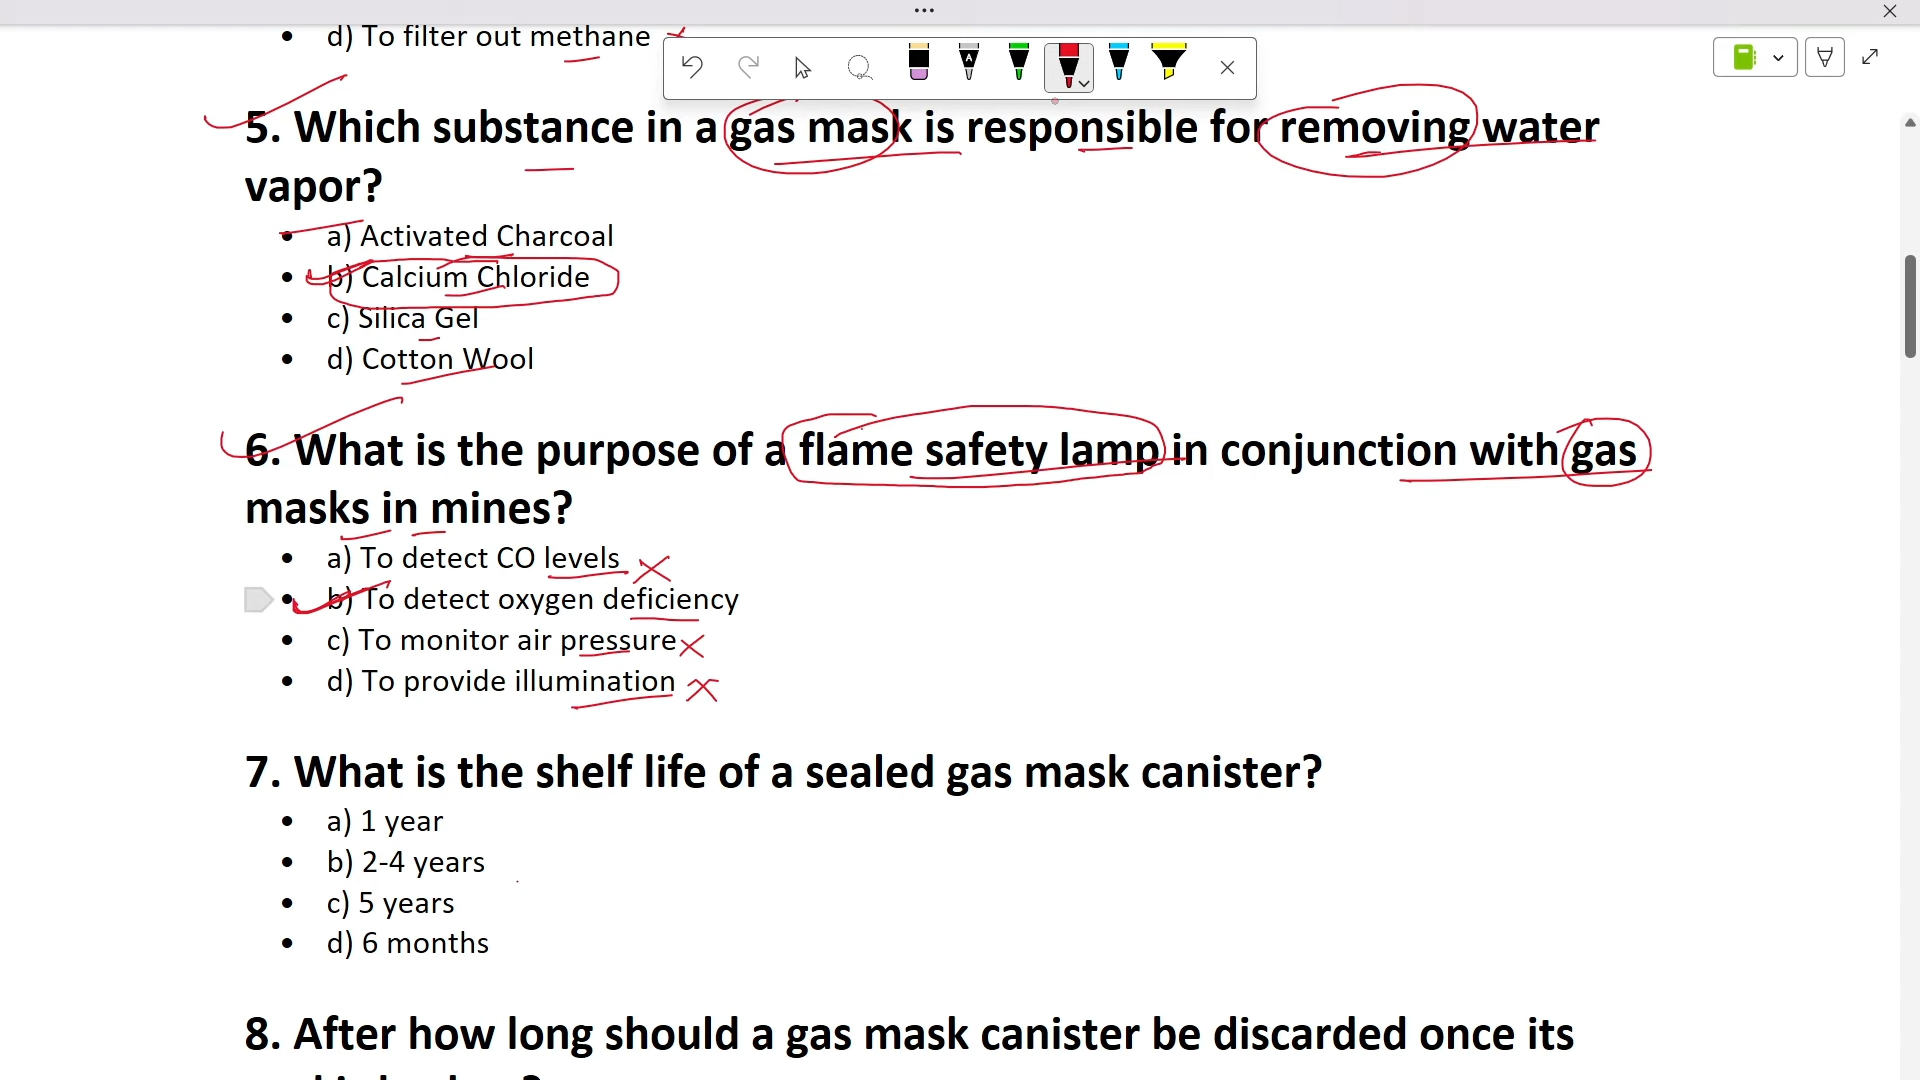 d) To filter out methane
5. Which substance in a gas mask is responsible for removing water
vapor?
a) Activated Charcoal
b) Calcium Chloride
c) Silica Gel
d) Cotton Wool
6. What is the purpose of a flame safety lamp in conjunction with gas
masks in mines?
a) To detect CO levels
b) To detect oxygen deficiency
c) To monitor air pressure
d) To provide illumination
7. What is the shelf life of a sealed gas mask canister?
a) 1 year
b) 2-4 years
c) 5 years
d) 6 months
8. After how long should a gas mask canister be discarded once its